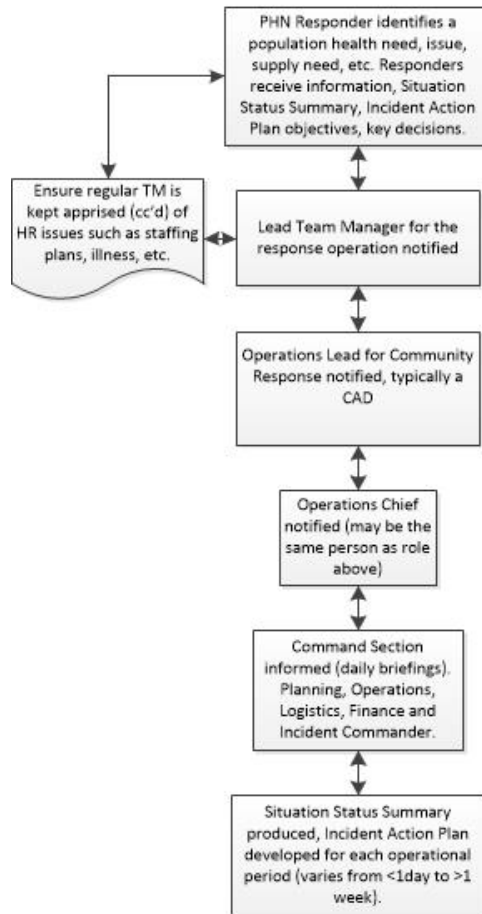 PHN Responder identifies a
population health need, issue,
supply need, etc. Responders
receive information, Situation
Status Summary, Incident Action
Plan objectives, key decisions.
Ensure regular TM is
kept apprised (cc'd) of
HR issues such as staffing
plans, illness, etc.
Lead Team Manager for the
response operation notified
Operations Lead for Community
Response notified, typically a
CAD
Operations Chief
notified (may be the
same person as role
above)
Command Section
informed (daily briefings).
Planning, Operations,
Logistics, Finance and
Incident Commander.
Situation Status Summary
produced, Incident Action Plan
developed for each operational
period (varies from <1day to >1
week).